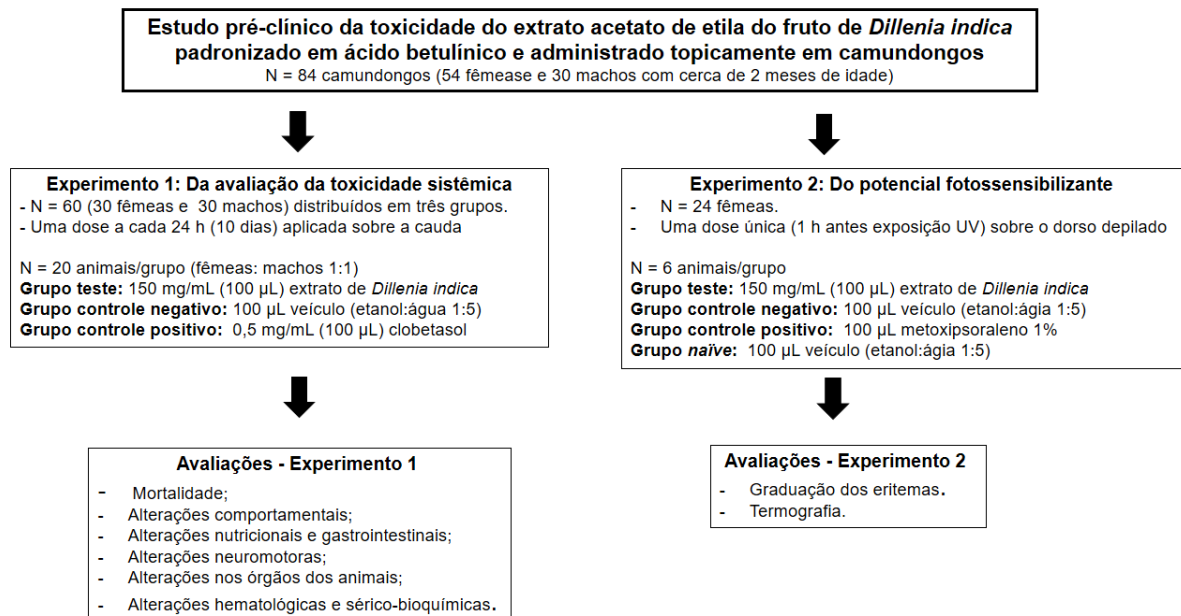 Estudo pré-clínico da toxicidade do extrato acetato de etila do fruto de Dillenia indica
padronizado em ácido betulínico e administrado topicamente em camundongos
N = 84 camundongos (54 fêmease e 30 machos com cerca de 2 meses de idade)
Experimento 1: Da avaliação da toxicidade sistêmica
- N = 60 (30 fêmeas e 30 machos) distribuídos em três grupos.
- Uma dose a cada 24 h (10 dias) aplicada sobre a cauda
N = 20 animais/grupo (fêmeas: machos 1:1)
Grupo teste: 150 mg/mL (100 µL) extrato de Dillenia indica
Grupo controle negativo: 100 µL veículo (etanol:água 1:5)
Grupo controle positivo: 0,5 mg/mL (100 µL) clobetasol
Experimento 2: Do potencial fotossensibilizante
- N = 24 fêmeas.
- Uma dose única (1 h antes exposição UV) sobre o dorso depilado
N = 6 animais/grupo
Grupo teste: 150 mg/mL (100 µL) extrato de Dillenia indica
Grupo controle negativo: 100 µL veículo (etanol:ágia 1:5)
Grupo controle positivo: 100 µL metoxipsoraleno 1%
Grupo naïve: 100 µL veículo (etanol:ágia 1:5)
Avaliações - Experimento 1
- Mortalidade;
- Alterações comportamentais;
- Alterações nutricionais e gastrointestinais;
- Alterações neuromotoras;
- Alterações nos órgãos dos animais;
- Alterações hematológicas e sérico-bioquímicas.
Avaliações - Experimento 2
- Graduação dos eritemas.
- Termografia.